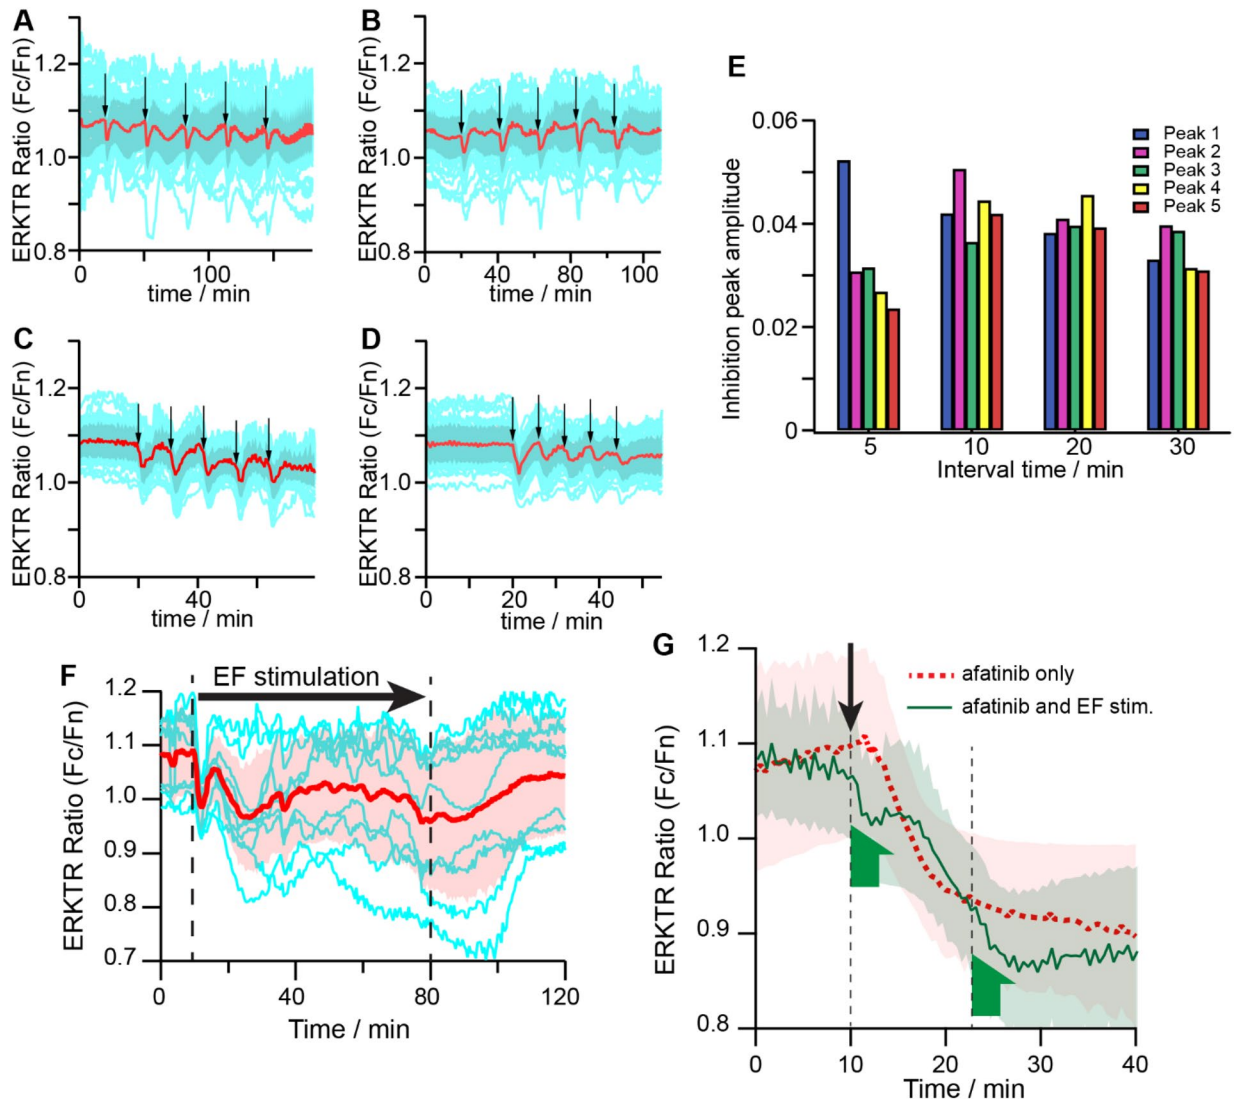 A
ERKTR Ratio (Fc/Fn)
1.2
1.0
0.8
0
100
time / min
B
ERKTR Ratio (Fc/Fn)
1.2
1.0
0.8
0
40
80
100
time / min
C
ERKTR Ratio (Fc/Fn)
1.2
1.0
0.8
0
40
time / min
D
ERKTR Ratio (Fc/Fn)
1.2
1.0
0.8
0
20
40
time / min
E
Inhibition peak amplitude
0.06
0.04
0.02
0
Peak 1
Peak 2
Peak 3
Peak 4
Peak 5
5
10
20
30
Interval time / min
F
EF stimulation
ERKTR Ratio (Fc/Fn)
1.2
1.1
1.0
0.9
0.8
0.7
0
40
80
120
Time / min
G
ERKTR Ratio (Fc/Fn)
1.2
1.1
1.0
0.9
0.8
afatinib only
afatinib and EF stim.
0
10
20
30
40
Time / min